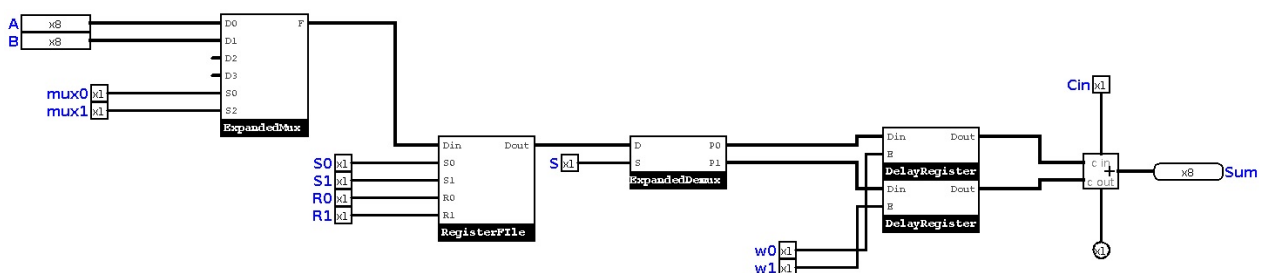 A x8
B x8
mux0 x1
mux1 x1
D0 F
D1
D2
D3
S0
S2
ExpandedMux
S0 x1
S1 x1
R0 x1
R1 x1
Din Dout
S0
S1
R0
R1
RegisterFIle
S x1
D P0
S P1
ExpandedDemux
w0 x1
w1 x1
Din Dout
E
DelayRegister
Din Dout
E
DelayRegister
Cin x1
c in
+
c out
x1
x8 Sum